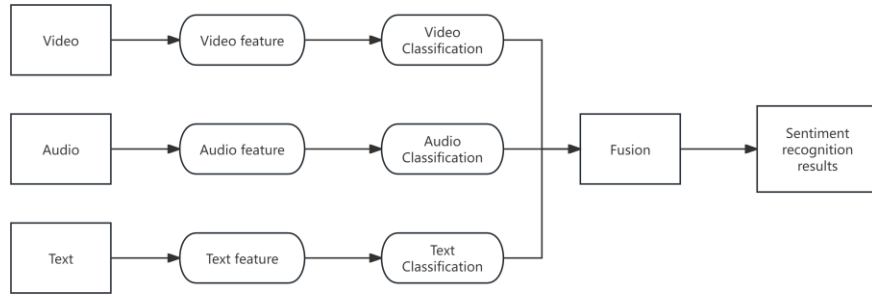 Video
Video feature
Video
Classification
Audio
Audio feature
Audio
Classification
Fusion
Sentiment
recognition
results
Text
Text feature
Text
Classification